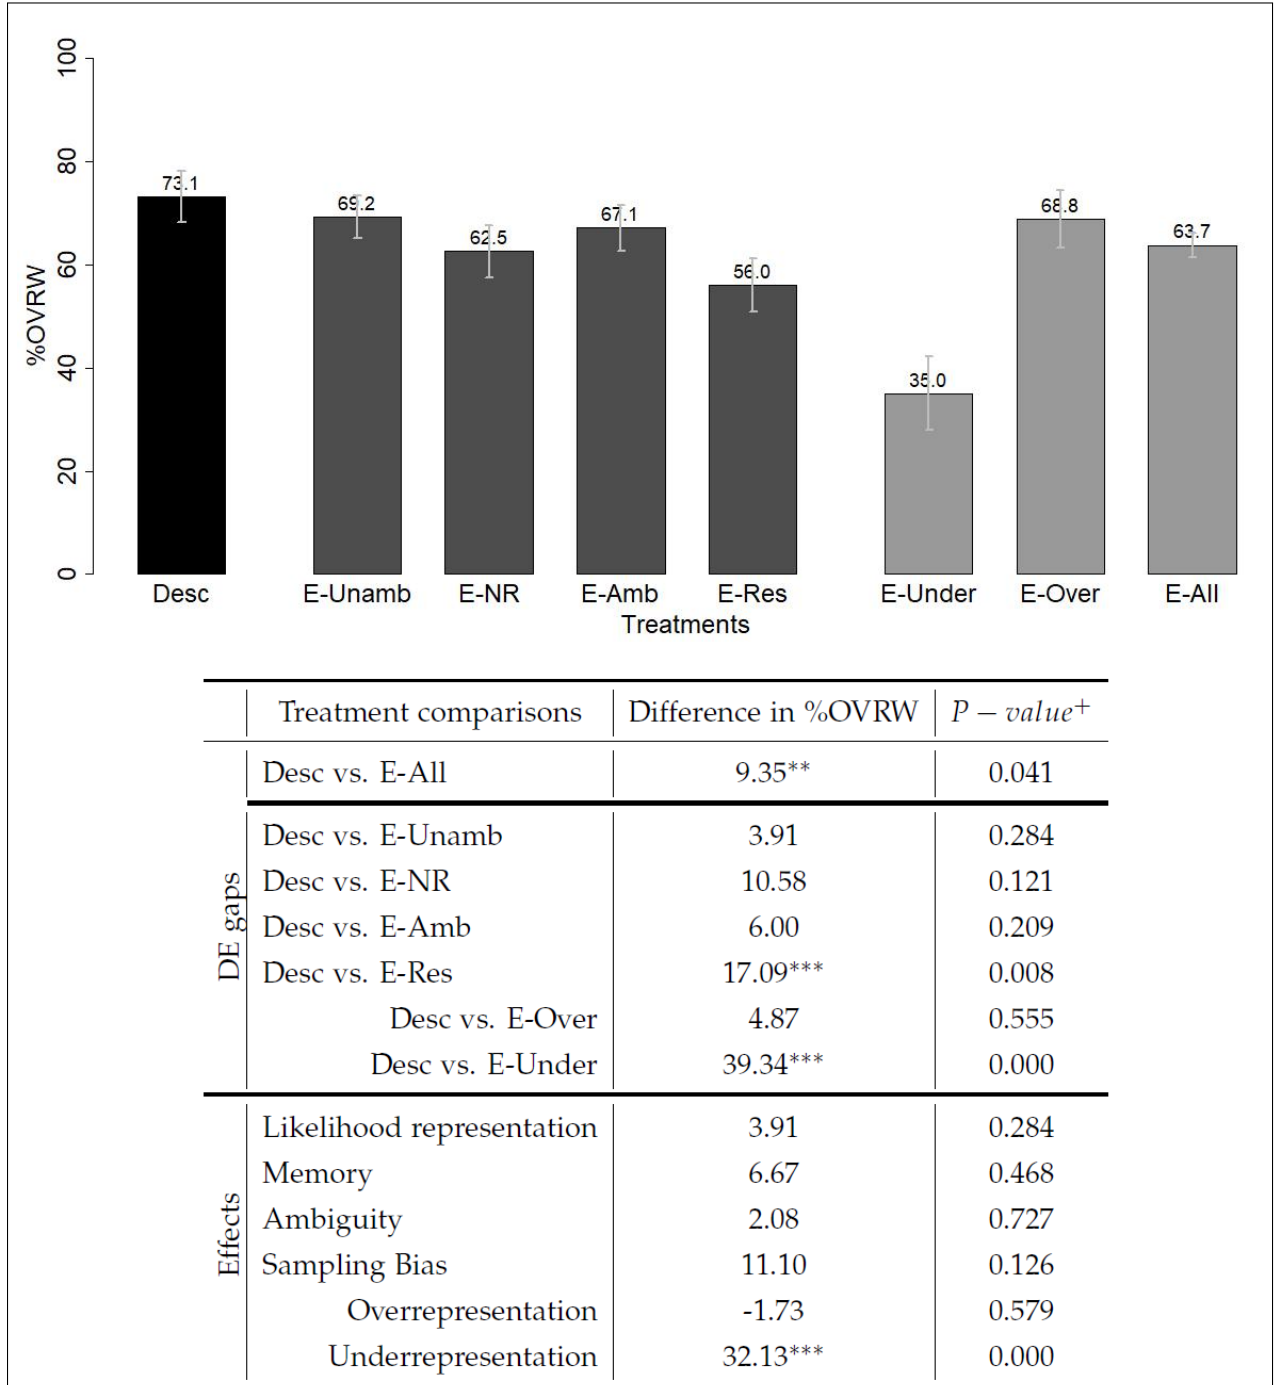 100
80
60
40
20
0
%OVRW
73.1
69.2
62.5
67.1
56.0
35.0
68.8
63.7
Desc E-Unamb E-NR E-Amb E-Res E-Under E-Over E-All
Treatments
Treatment comparisons Difference in %OVRW P − value+
DE gaps
Desc vs. E-All 9.35** 0.041
Desc vs. E-Unamb 3.91 0.284
Desc vs. E-NR 10.58 0.121
Desc vs. E-Amb 6.00 0.209
Desc vs. E-Res 17.09*** 0.008
Desc vs. E-Over 4.87 0.555
Desc vs. E-Under 39.34*** 0.000
Effects
Likelihood representation 3.91 0.284
Memory 6.67 0.468
Ambiguity 2.08 0.727
Sampling Bias 11.10 0.126
Overrepresentation -1.73 0.579
Underrepresentation 32.13*** 0.000